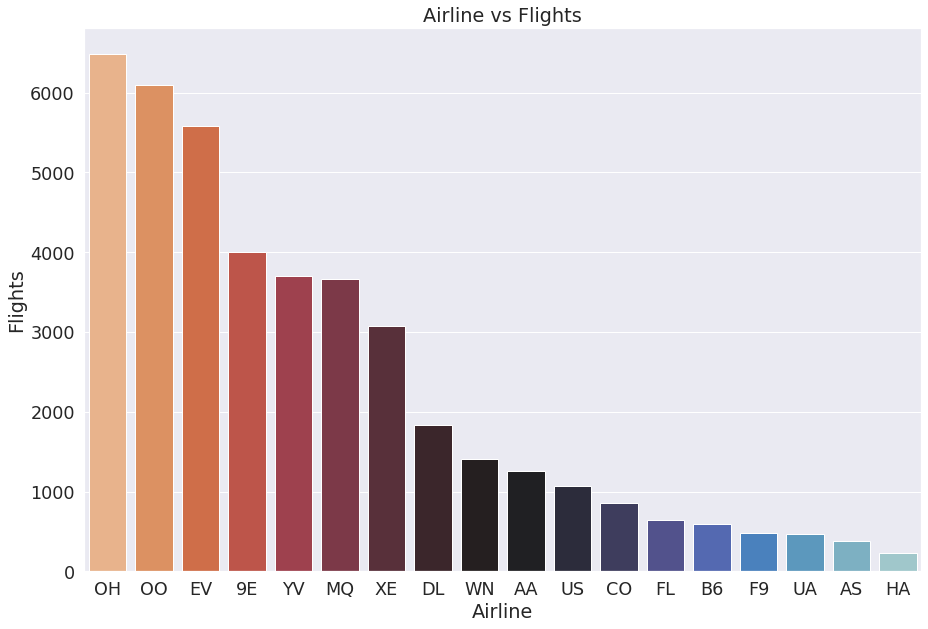 Airline vs Flights
Flights
6000
5000
4000
3000
2000
1000
0
OH OO EV 9E YV MQ XE DL WN AA US CO FL B6 F9 UA AS HA
Airline